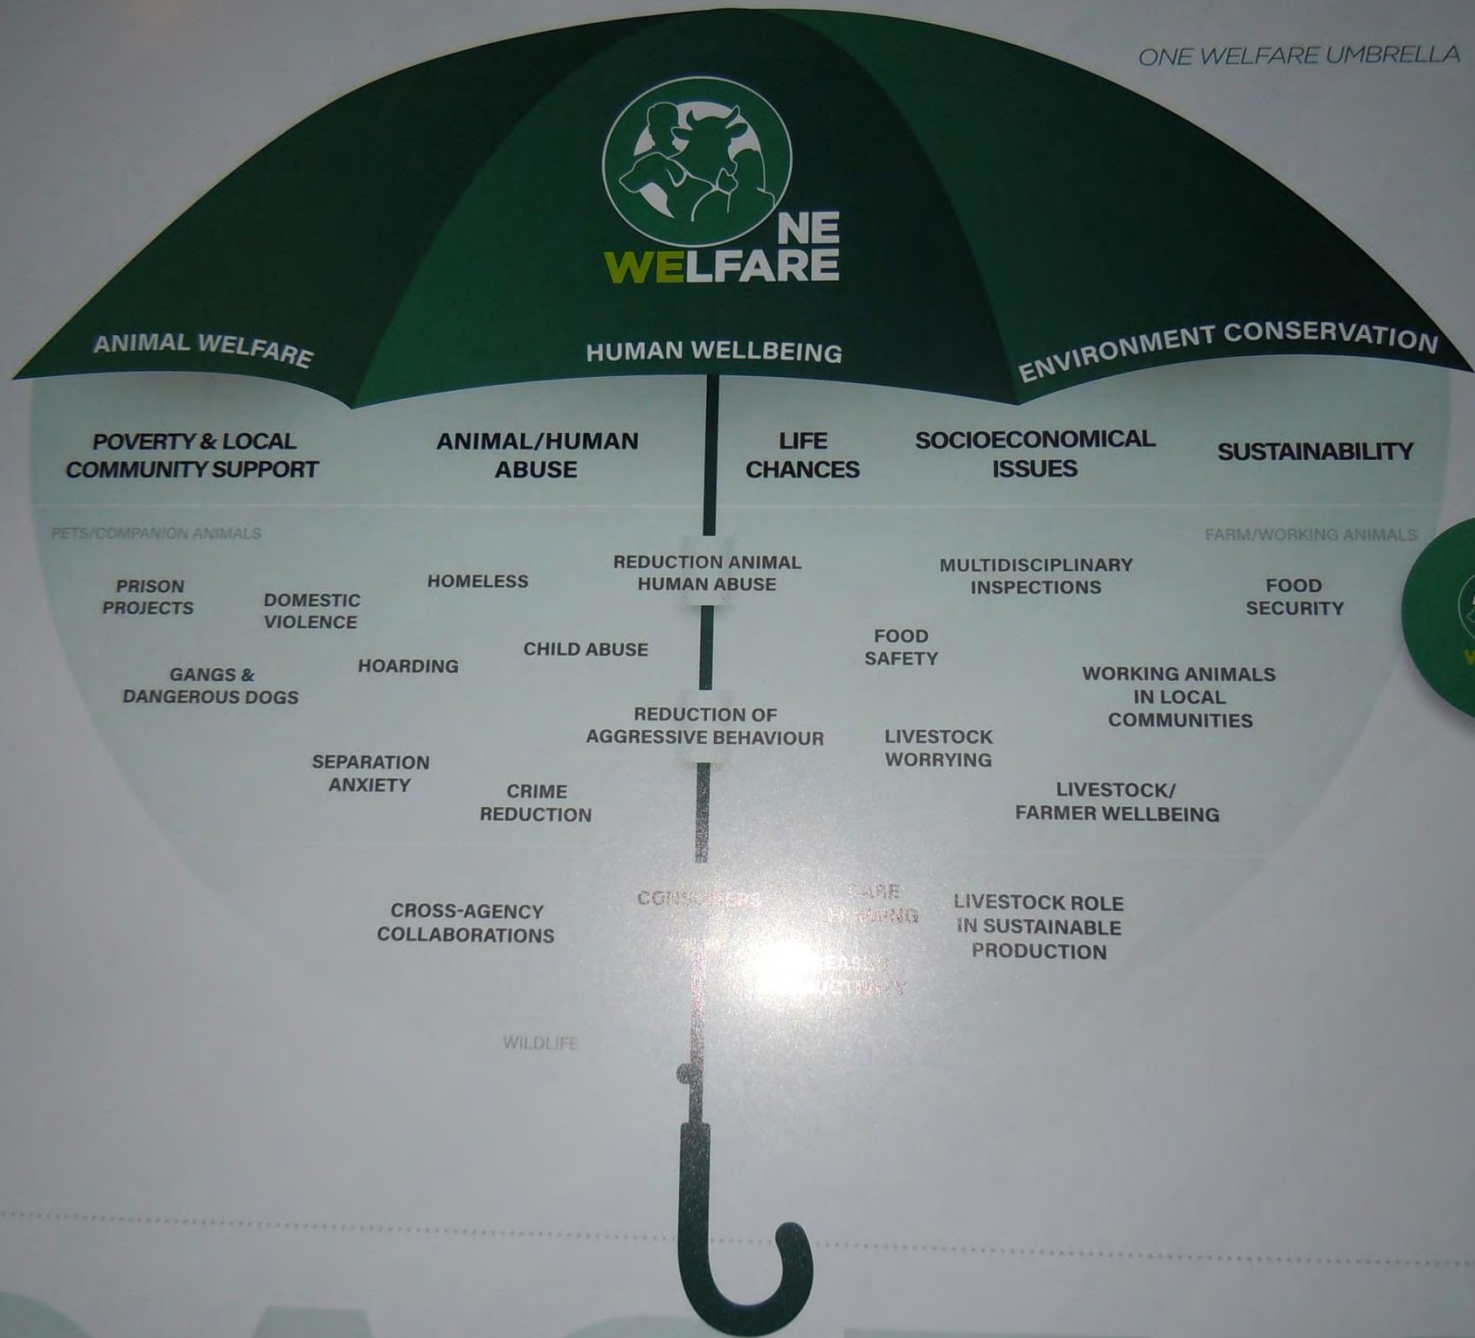 ONE WELFARE UMBRELLA
NE
WELFARE
ANIMAL WELFARE
HUMAN WELLBEING
ENVIRONMENT CONSERVATION
POVERTY & LOCAL
COMMUNITY SUPPORT
ANIMAL/HUMAN
ABUSE
LIFE
CHANCES
SOCIOECONOMICAL
ISSUES
SUSTAINABILITY
PETS/COMPANION ANIMALS
FARM/WORKING ANIMALS
PRISON
PROJECTS
DOMESTIC
VIOLENCE
HOMELESS
REDUCTION ANIMAL
HUMAN ABUSE
MULTIDISCIPLINARY
INSPECTIONS
FOOD
SECURITY
GANGS &
DANGEROUS DOGS
HOARDING
CHILD ABUSE
FOOD
SAFETY
WORKING ANIMALS
IN LOCAL
COMMUNITIES
REDUCTION OF
AGGRESSIVE BEHAVIOUR
LIVESTOCK
WORRYING
SEPARATION
ANXIETY
CRIME
REDUCTION
LIVESTOCK/
FARMER WELLBEING
CROSS-AGENCY
COLLABORATIONS
LIVESTOCK ROLE
IN SUSTAINABLE
PRODUCTION
WILDLIFE